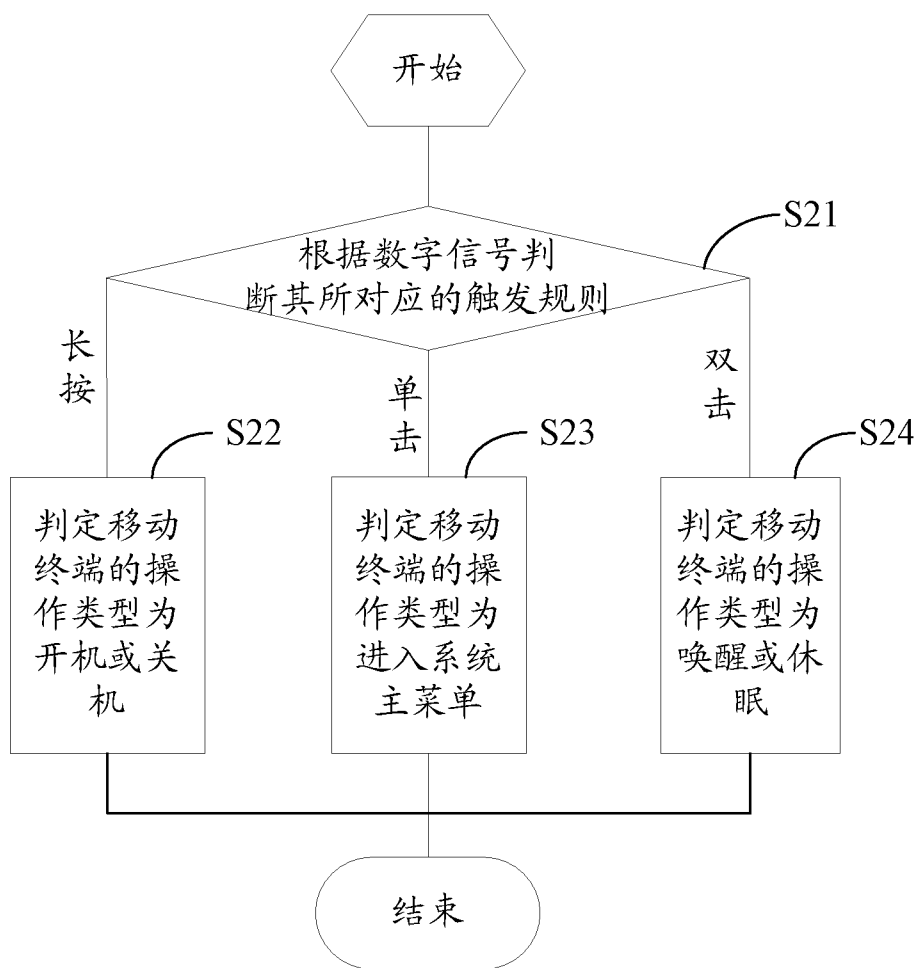 开始
S21
根据数字信号判
断其所对应的触发规则
长
按
单
击
双
击
S22
S23
S24
判定移动
终端的操
作类型为
开机或关
机
判定移动
终端的操
作类型为
进入系统
主菜单
判定移动
终端的操
作类型为
唤醒或休
眠
结束